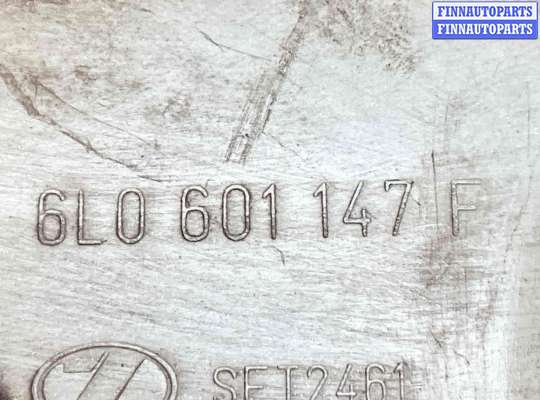 FINNAUTOPARTS
FINNAUTOPARTS
6L0 601 147 F
SET2461